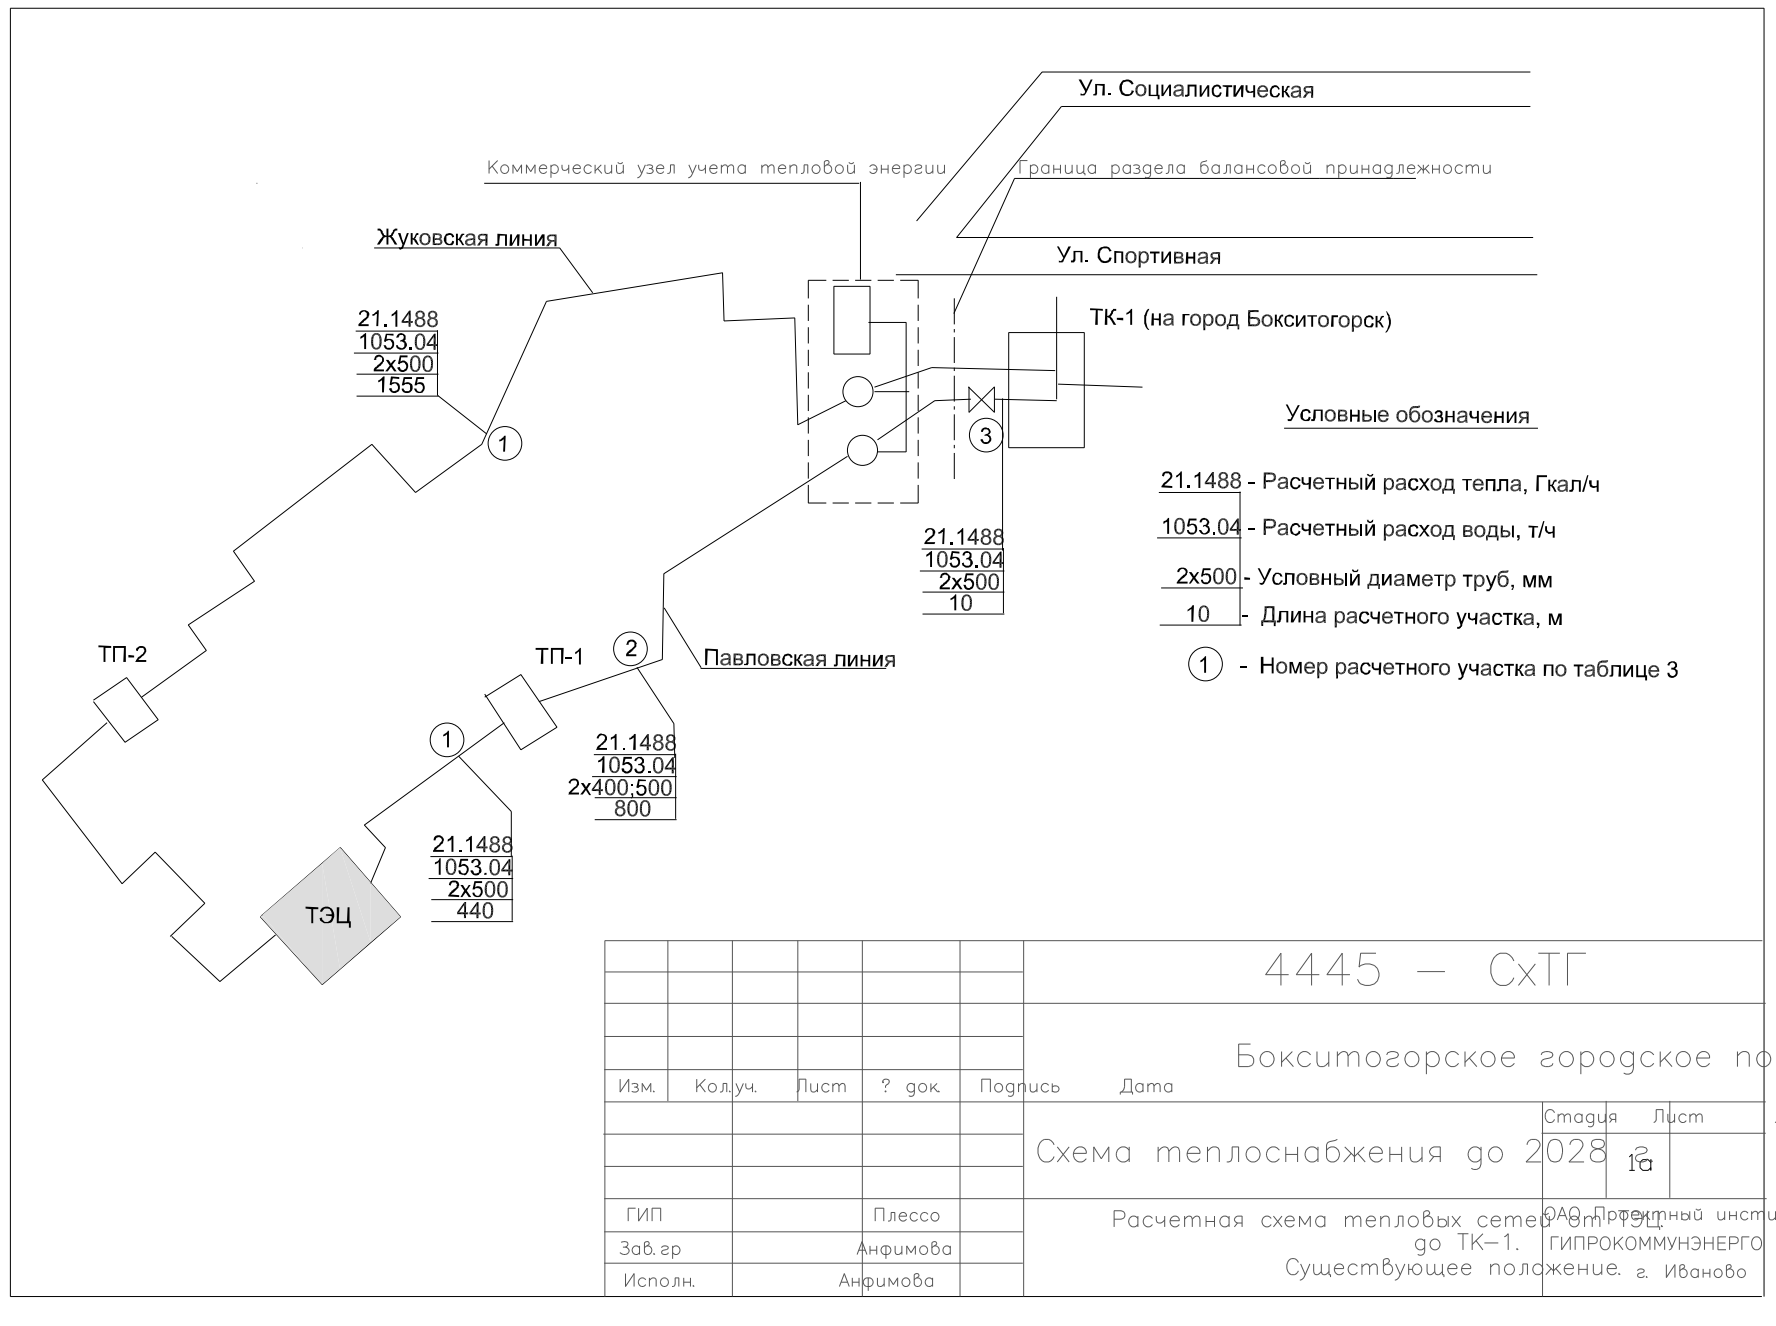 Ул. Социалистическая
Коммерческий узел учета тепловой энергии
Граница раздела балансовой принадлежности
Жуковская линия
Ул. Спортивная
21.1488
1053.04
2x500
1555
ТК-1 (на город Бокситогорск)
1
3
Условные обозначения
21.1488 - Расчетный расход тепла, Гкал/ч
1053.04 - Расчетный расход воды, т/ч
2x500 - Условный диаметр труб, мм
10 - Длина расчетного участка, м
1 - Номер расчетного участка по таблице 3
21.1488
1053.04
2x500
10
ТП-2
ТП-1
2
Павловская линия
1
21.1488
1053.04
2x400;500
800
21.1488
1053.04
2x500
440
ТЭЦ
4445 - СхТГ
Бокситогорское городское по
Изм. Кол.уч. Лист ? док. Подпись Дата
Стадия Лист
Схема теплоснабжения до 2028 г.
1а
ГИП Плессо
Зав.гр Анфимова
Исполн. Анфимова
Расчетная схема тепловых сетей от ТЭЦ
до ТК-1.
Существующее положение.
ОАО Проектный инсти
ГИПРОКОММУНЭНЕРГО
г. Иваново